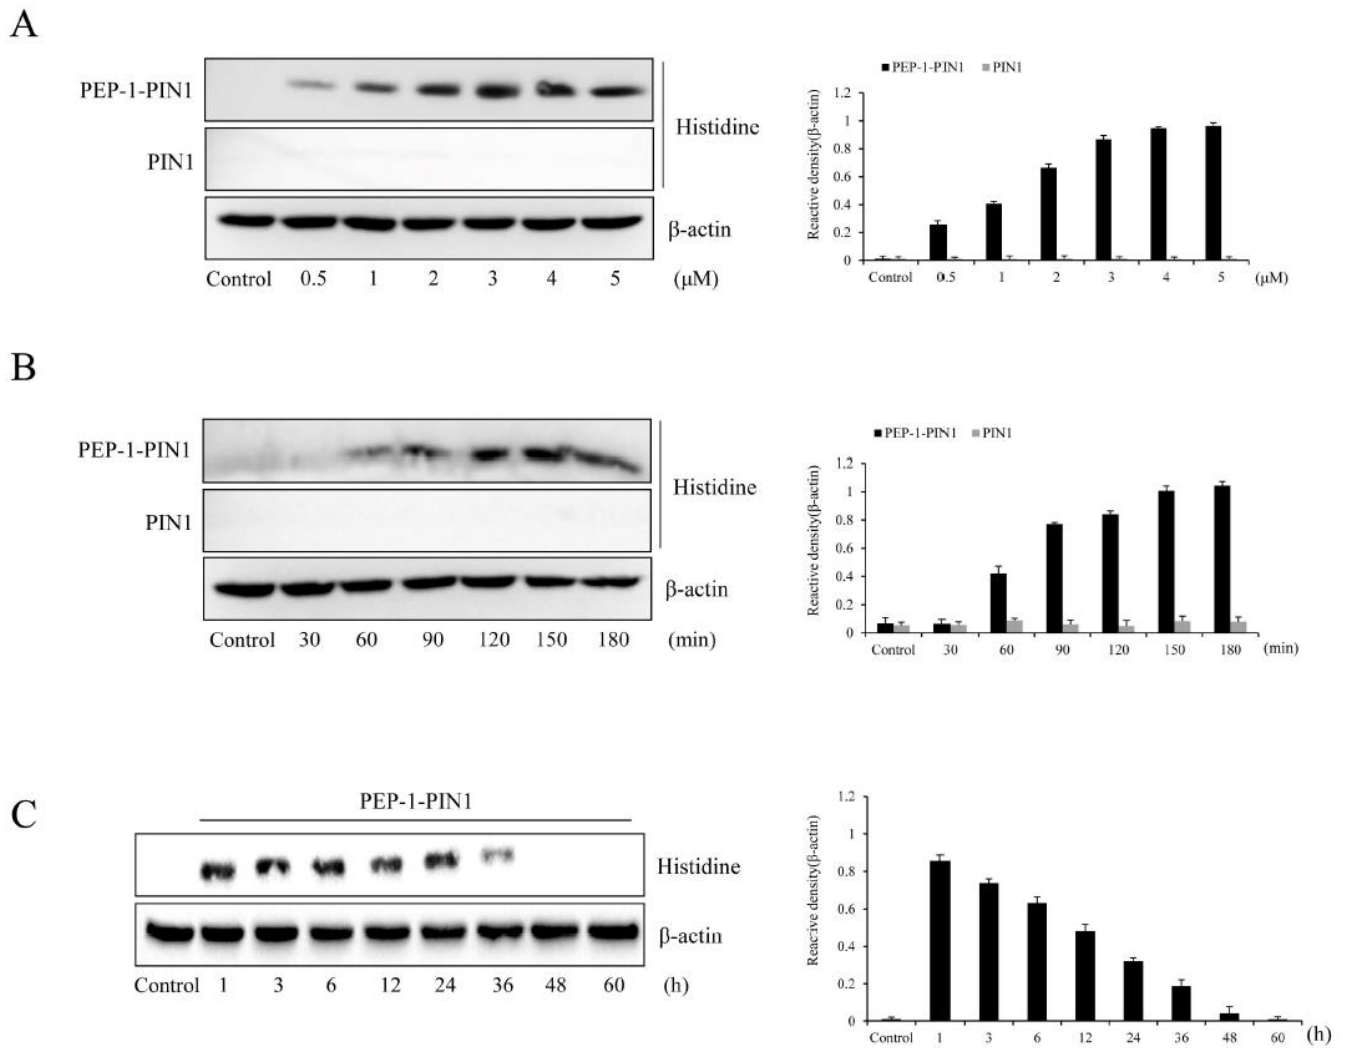 A
PEP-1-PIN1
PIN1
Histidine
β-actin
Control 0.5 1 2 3 4 5 (μM)
PEP-1-PIN1 PIN1
Reactive density(β-actin)
1.2
1
0.8
0.6
0.4
0.2
0
Control 0.5 1 2 3 4 5 (μM)
B
PEP-1-PIN1
PIN1
Histidine
β-actin
Control 30 60 90 120 150 180 (min)
PEP-1-PIN1 PIN1
Reactive density(β-actin)
1.2
1
0.8
0.6
0.4
0.2
0
Control 30 60 90 120 150 180 (min)
C
PEP-1-PIN1
Histidine
β-actin
Control 1 3 6 12 24 36 48 60 (h)
Reactive density(β-actin)
1.2
1
0.8
0.6
0.4
0.2
0
Control 1 3 6 12 24 36 48 60 (h)